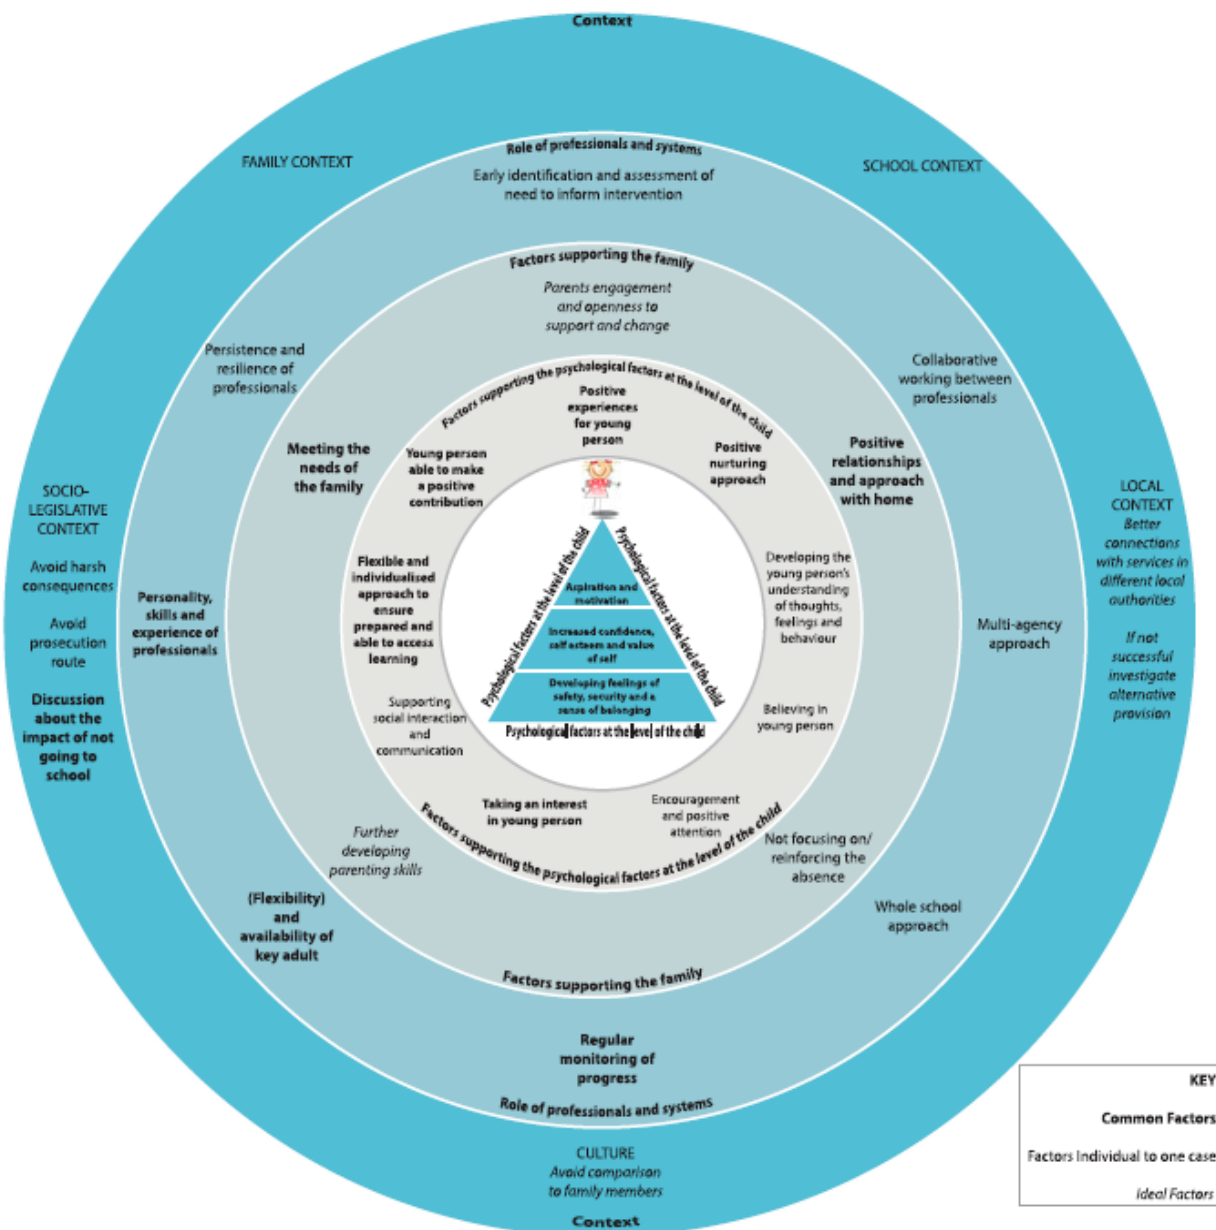 Context
FAMILY CONTEXT
SCHOOL CONTEXT
Role of professionals and systems
Early identification and assessment of
need to inform intervention
Factors supporting the family
Parents engagement
and openness to
support and change
Persistence and
resilience of
professionals
Collaborative
working between
professionals
Factors supporting the psychological factors at the level of the child
Positive
experiences
for young
person
Meeting the
needs of
the family
Young person
able to make
a positive
contribution
Positive
nurturing
approach
Positive
relationships
and approach
with home
SOCIO-
LEGISLATIVE
CONTEXT
Avoid harsh
consequences
Avoid
prosecution
route
Discussion
about the
impact of not
going to
school
LOCAL
CONTEXT
Better
connections
with services in
different local
authorities
If not
successful
investigate
alternative
provision
Personality,
skills and
experience of
professionals
Flexible and
individualised
approach to
ensure
prepared and
able to access
learning
Psychological factors at the level of the child
Psychological factors at the level of the child
Aspiration and
motivation
Increased confidence,
self esteem and value
of self
Developing feelings of
safety, security and a
sense of belonging
Psychological factors at the level of the child
Developing the
young person's
understanding
of thoughts,
feelings and
behaviour
Multi-agency
approach
Supporting
social interaction
and
communication
Believing in
young person
Taking an interest
in young person
Encouragement
and positive
attention
Factors supporting the psychological factors at the level of the child
Further
developing
parenting skills
Not focusing on/
reinforcing the
absence
(Flexibility)
and
availability of
key adult
Whole school
approach
Factors supporting the family
Regular
monitoring of
progress
Role of professionals and systems
CULTURE
Avoid comparison
to family members
Context
KEY
Common Factors
Factors Individual to one case
Ideal Factors